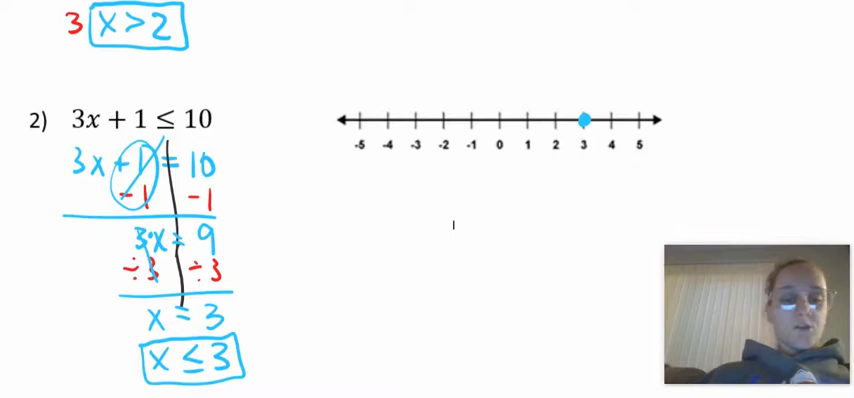 3 x > 2
2) 3x + 1 ≤ 10
3x + 1 = 10
-1 -1
3·x = 9
÷3 ÷3
x = 3
x ≤ 3
-5 -4 -3 -2 -1 0 1 2 3 4 5